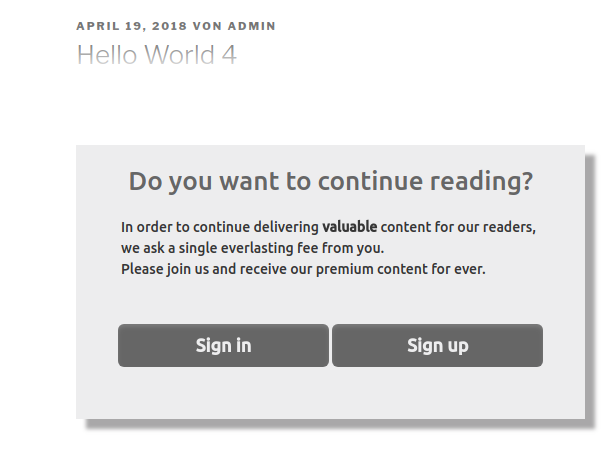 APRIL 19, 2018 VON ADMIN
Hello World 4
Do you want to continue reading?
In order to continue delivering valuable content for our readers,
we ask a single everlasting fee from you.
Please join us and receive our premium content for ever.
Sign in
Sign up